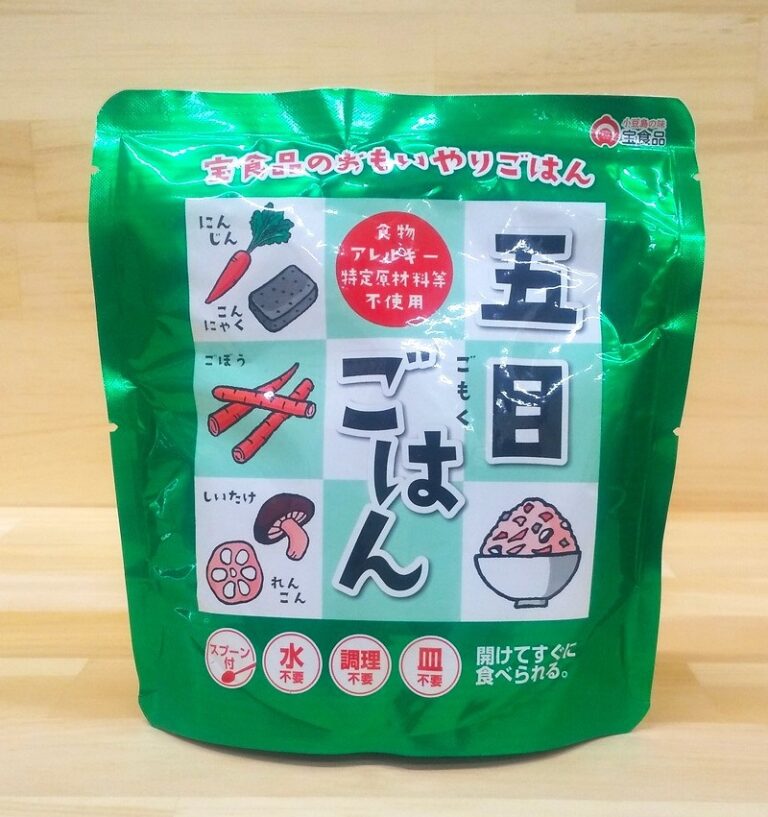 小豆島の味
宝食品
宝食品のおもいやりごはん
にん
じん
こん
にゃく
ごぼう
しいたけ
れん
こん
食物
アレルギー
特定原材料等
不使用
五目
ごもく
ごはん
スプーン
付
水
不要
調理
不要
皿
不要
開けてすぐに
食べられる。